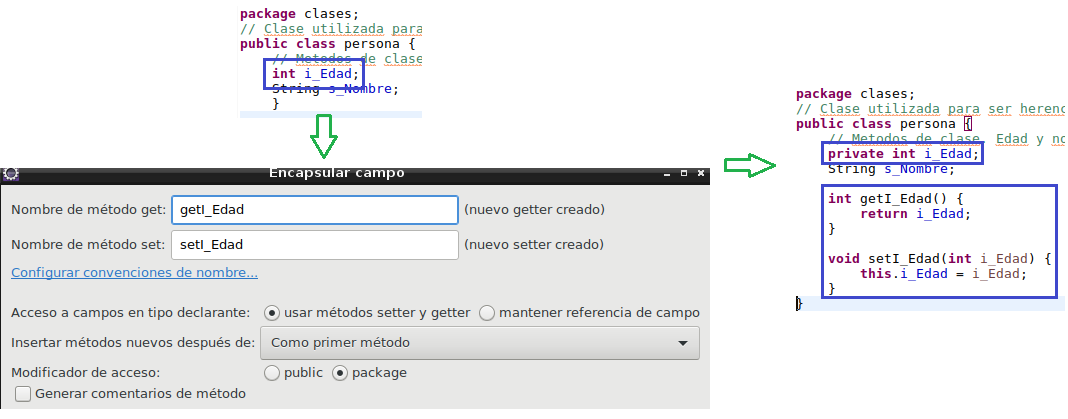 package clases;
// Clase utilizada para
public class persona {
// Metodos de clase
int i_Edad;
String s_Nombre;
}
Encapsular campo
Nombre de método get: getI_Edad (nuevo getter creado)
Nombre de método set: setI_Edad (nuevo setter creado)
Configurar convenciones de nombre...
Acceso a campos en tipo declarante: usar métodos setter y getter mantener referencia de campo
Insertar métodos nuevos después de: Como primer método
Modificador de acceso: public package
Generar comentarios de método
package clases;
// Clase utilizada para ser heren
public class persona {
// Metodos de clase. Edad y no
private int i_Edad;
String s_Nombre;
int getI_Edad() {
return i_Edad;
}
void setI_Edad(int i_Edad) {
this.i_Edad = i_Edad;
}
}